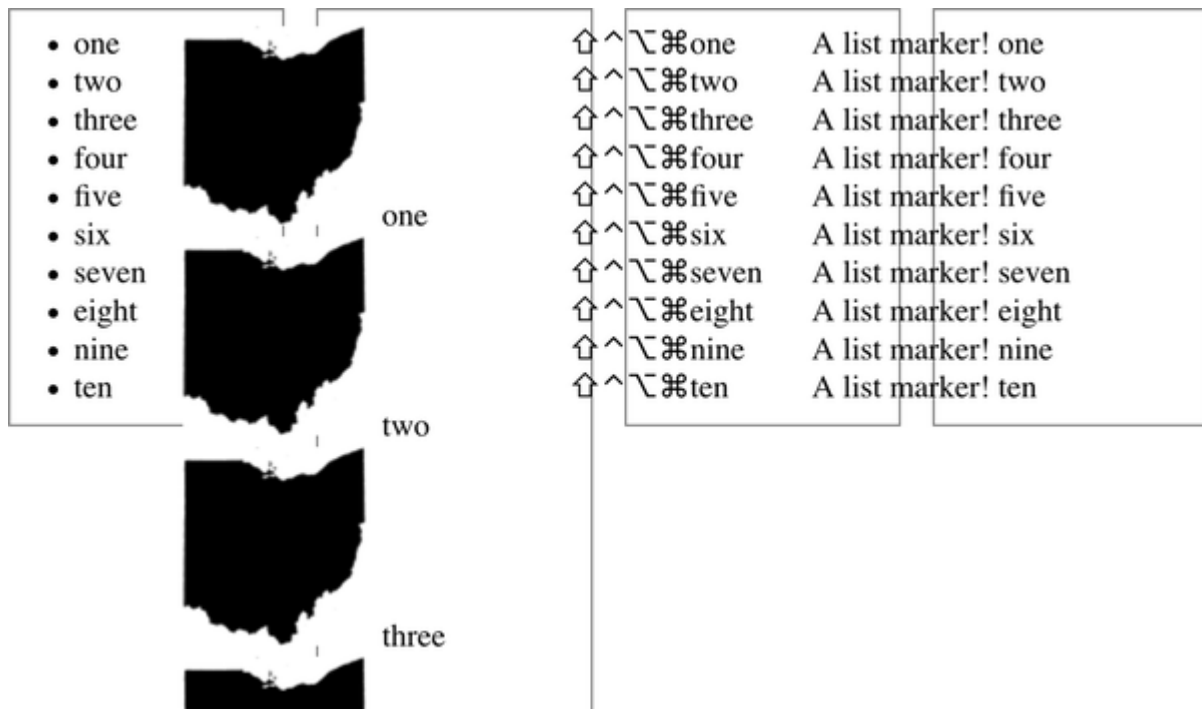 • one
• two
• three
• four
• five
• six
• seven
• eight
• nine
• ten
one
two
three
⇧⌃⌥⌘one
⇧⌃⌥⌘two
⇧⌃⌥⌘three
⇧⌃⌥⌘four
⇧⌃⌥⌘five
⇧⌃⌥⌘six
⇧⌃⌥⌘seven
⇧⌃⌥⌘eight
⇧⌃⌥⌘nine
⇧⌃⌥⌘ten
A list marker! one
A list marker! two
A list marker! three
A list marker! four
A list marker! five
A list marker! six
A list marker! seven
A list marker! eight
A list marker! nine
A list marker! ten